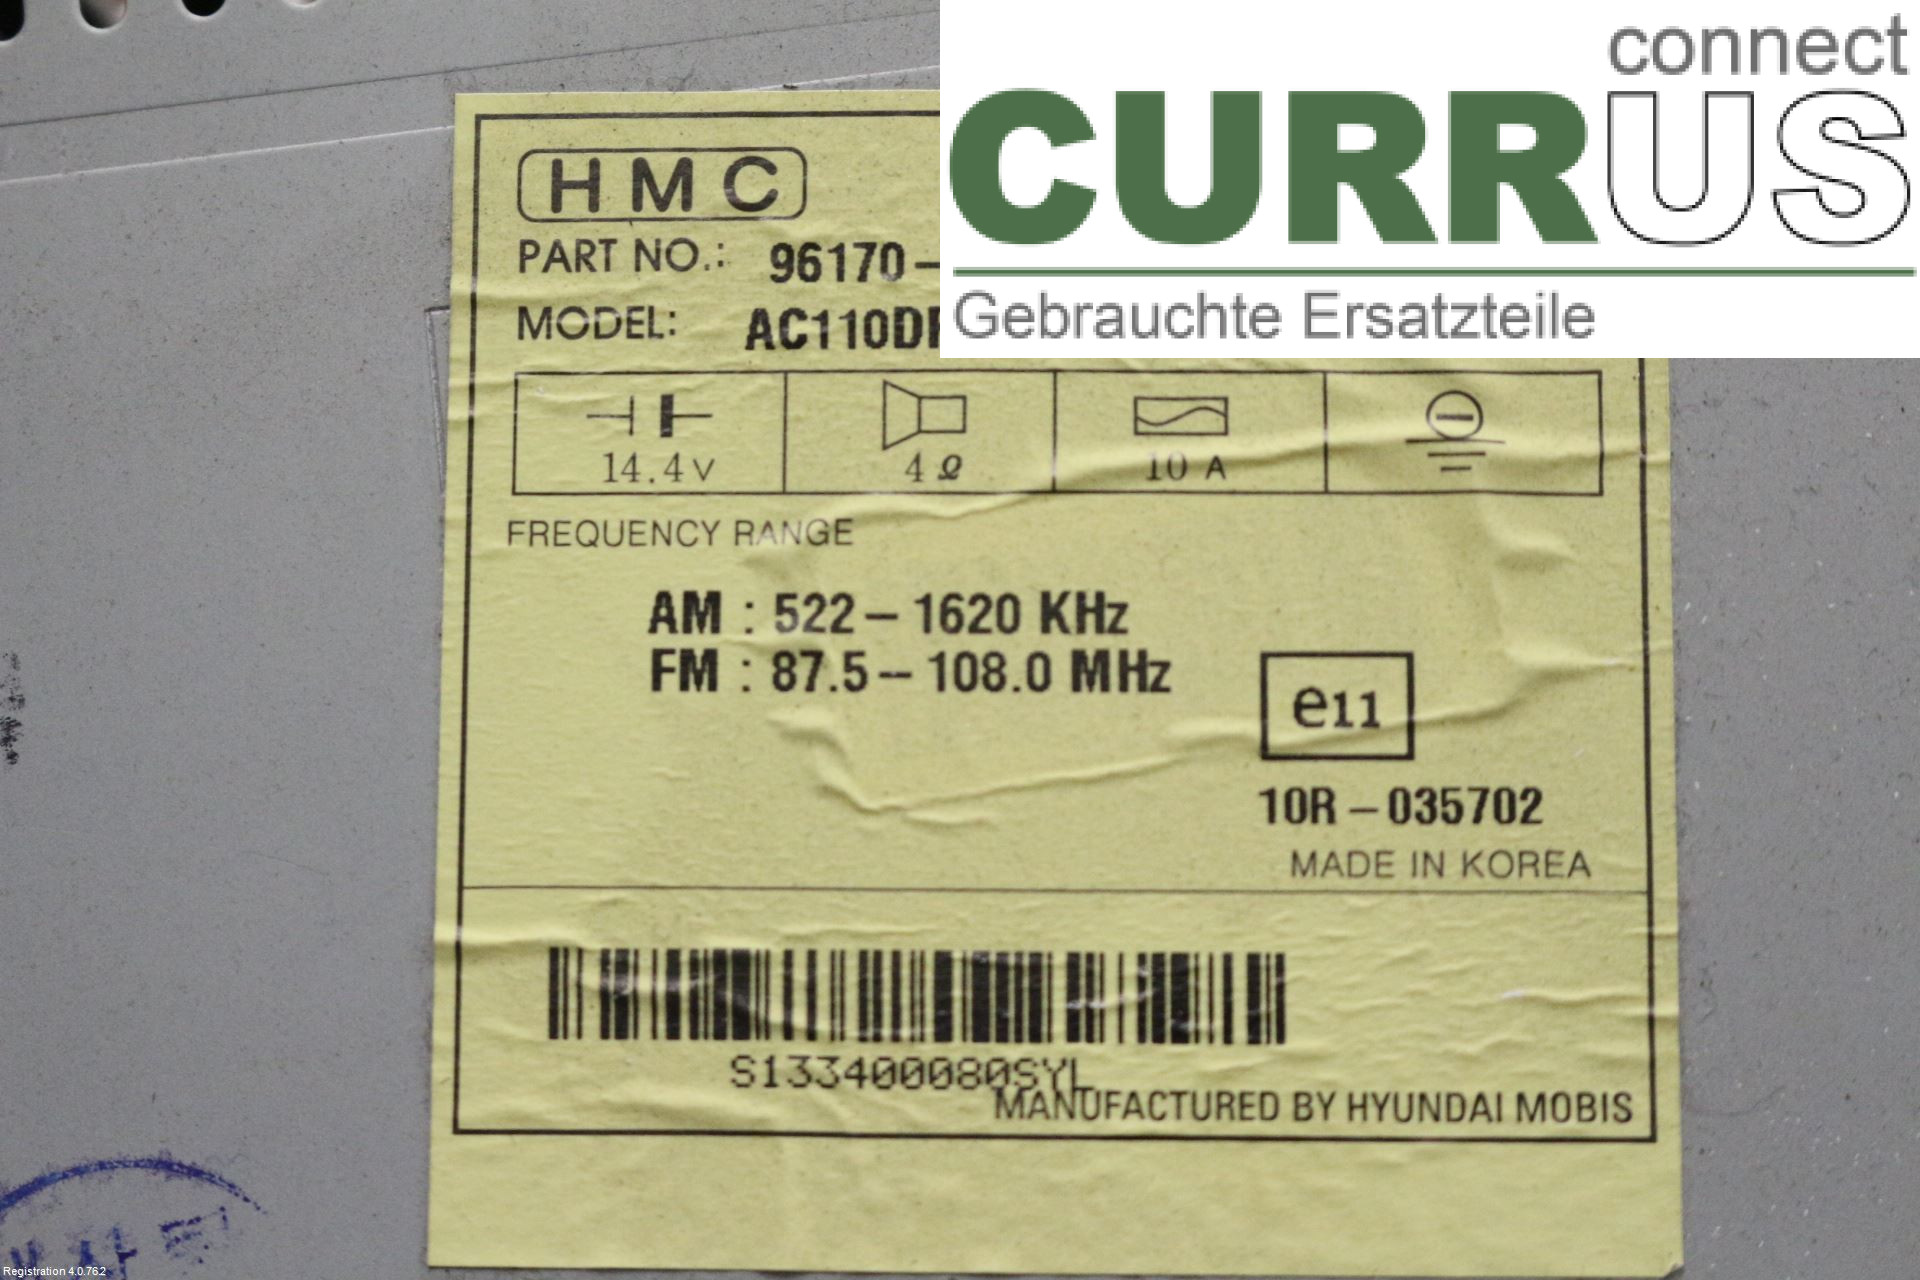 connect
CURRUS
Gebrauchte Ersatzteile
HMC
PART NO.: 96170-
MODEL: AC110D
14.4V 4Ω 10 A
FREQUENCY RANGE
AM : 522 – 1620 KHz
FM : 87.5 – 108.0 MHz
e11
10R – 035702
MADE IN KOREA
S133400080SYL
MANUFACTURED BY HYUNDAI MOBIS
Registration 4.0.762